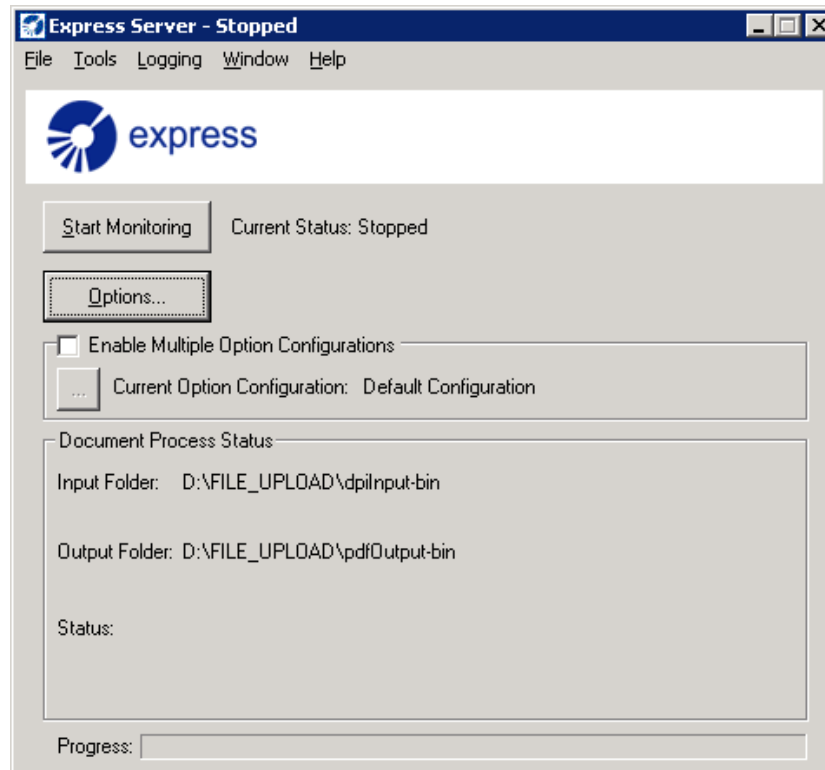 Express Server - Stopped
File Tools Logging Window Help
express
Start Monitoring Current Status: Stopped
Options...
Enable Multiple Option Configurations
... Current Option Configuration: Default Configuration
Document Process Status
Input Folder: D:\FILE_UPLOAD\dpiInput-bin
Output Folder: D:\FILE_UPLOAD\pdfOutput-bin
Status:
Progress: